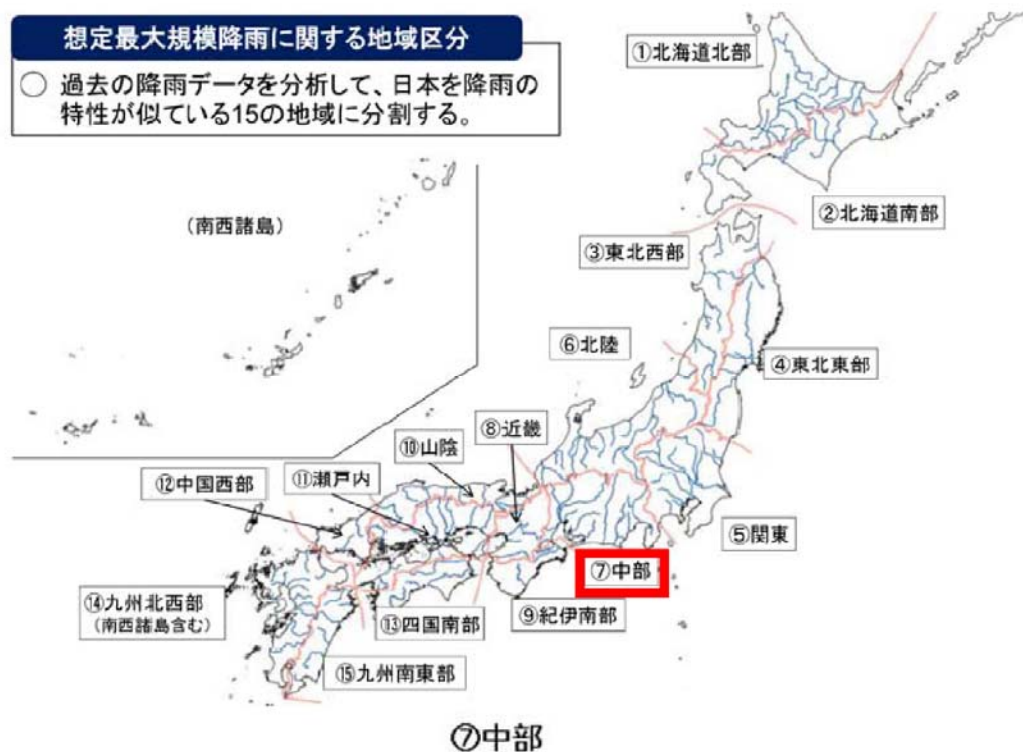 想定最大規模降雨に関する地域区分
○ 過去の降雨データを分析して、日本を降雨の
特性が似ている15の地域に分割する。
(南西諸島)
①北海道北部
②北海道南部
③東北西部
④東北東部
⑤関東
⑥北陸
⑦中部
⑧近畿
⑨紀伊南部
⑩山陰
⑪瀬戸内
⑫中国西部
⑬四国南部
⑭九州北西部
(南西諸島含む)
⑮九州南東部
⑦中部